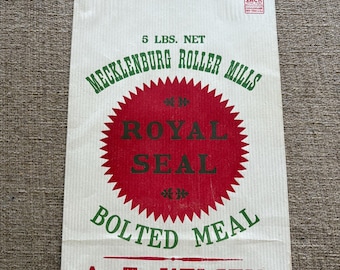 5 LBS. NET
MECKLENBURG ROLLER MILLS
ROYAL
SEAL
BOLTED MEAL